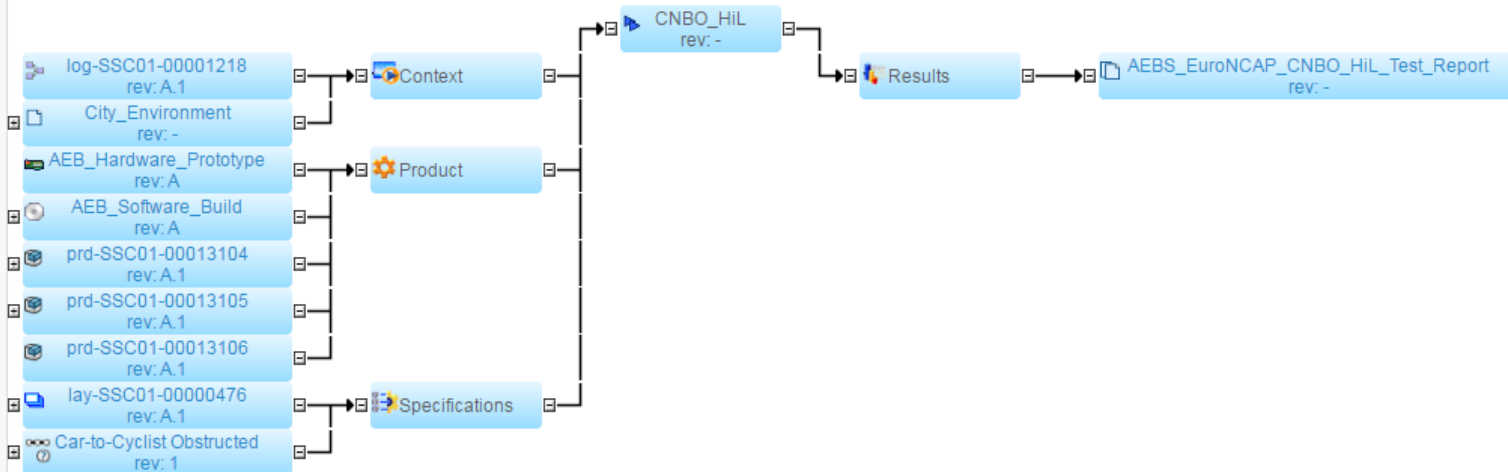 CNBO_HiL
rev: -
log-SSC01-00001218
rev: A.1
Context
Results
AEBS_EuroNCAP_CNBO_HiL_Test_Report
rev: -
City_Environment
rev: -
AEB_Hardware_Prototype
rev: A
Product
AEB_Software_Build
rev: A
prd-SSC01-00013104
rev: A.1
prd-SSC01-00013105
rev: A.1
prd-SSC01-00013106
rev: A.1
lay-SSC01-00000476
rev: A.1
Specifications
Car-to-Cyclist Obstructed
rev: 1